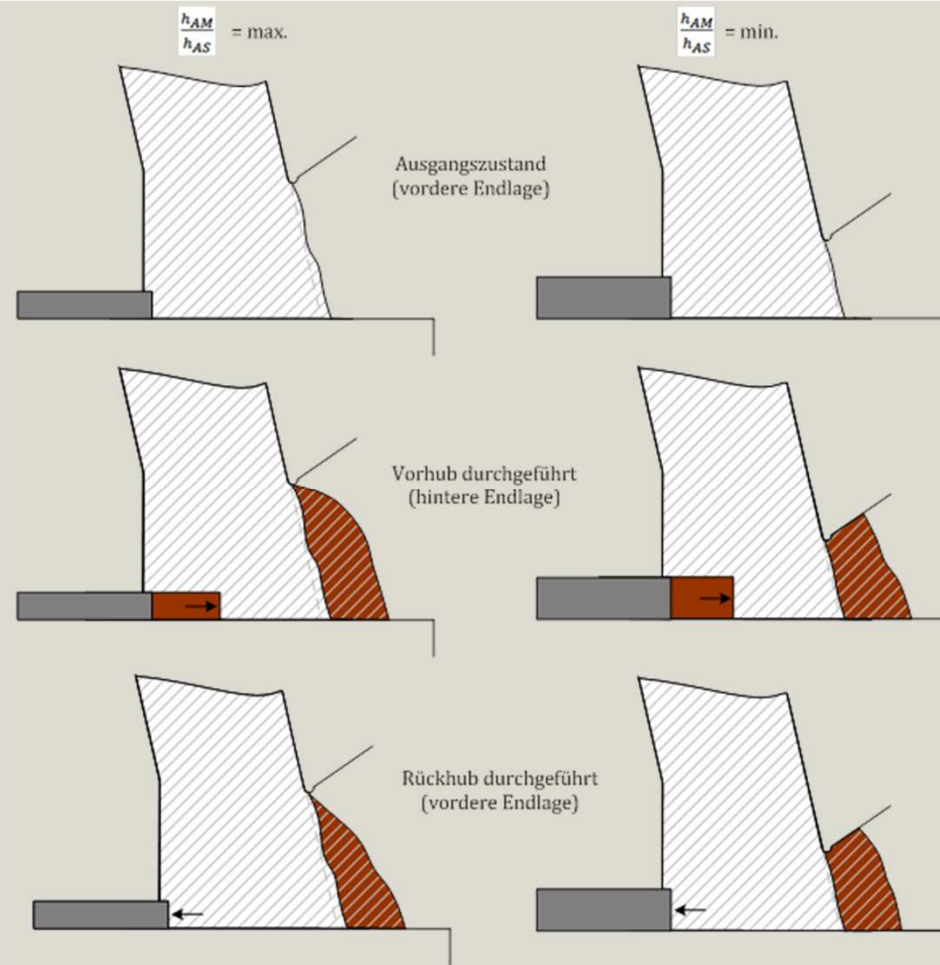 h_AM/h_AS = max.
h_AM/h_AS = min.
Ausgangszustand
(vordere Endlage)
Vorhub durchgeführt
(hintere Endlage)
Rückhub durchgeführt
(vordere Endlage)